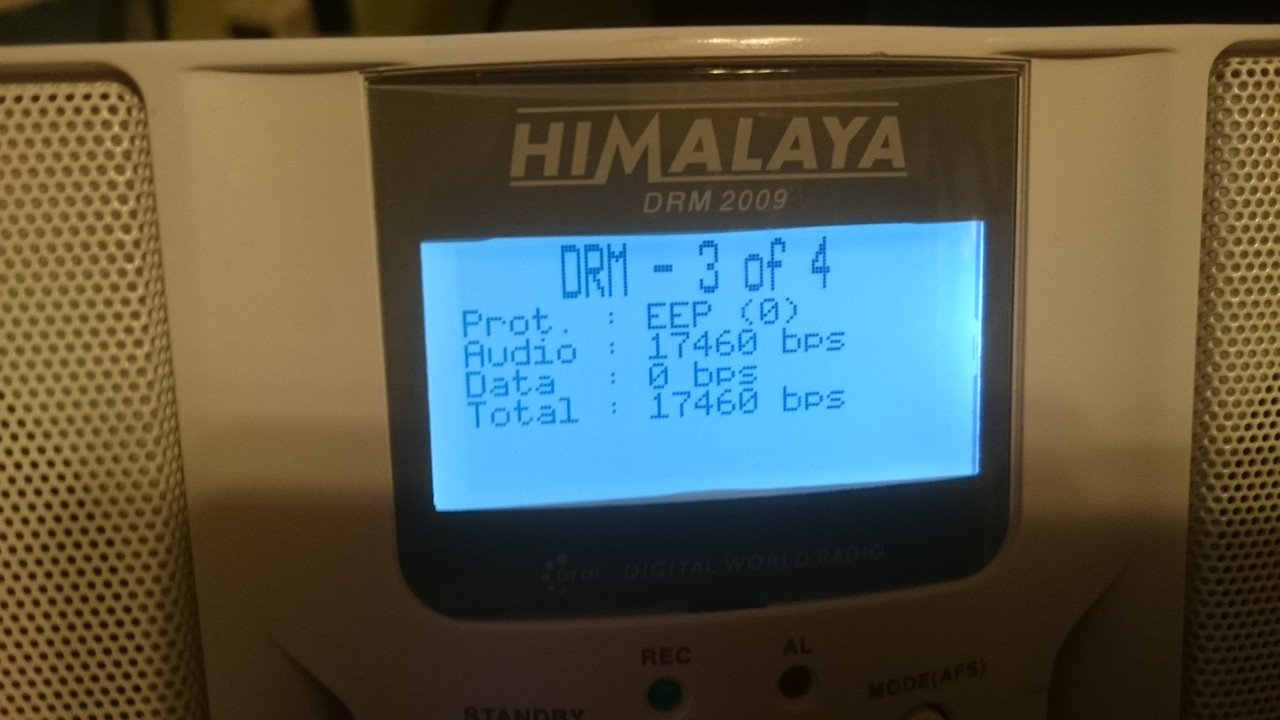 HIMALAYA
DRM 2009
DRM - 3 of 4
Prot. : EEP (0)
Audio : 17460 bps
Data : 0 bps
Total : 17460 bps
drm DIGITAL WORLD RADIO
REC
AL
MODE(AFS)
STANDBY